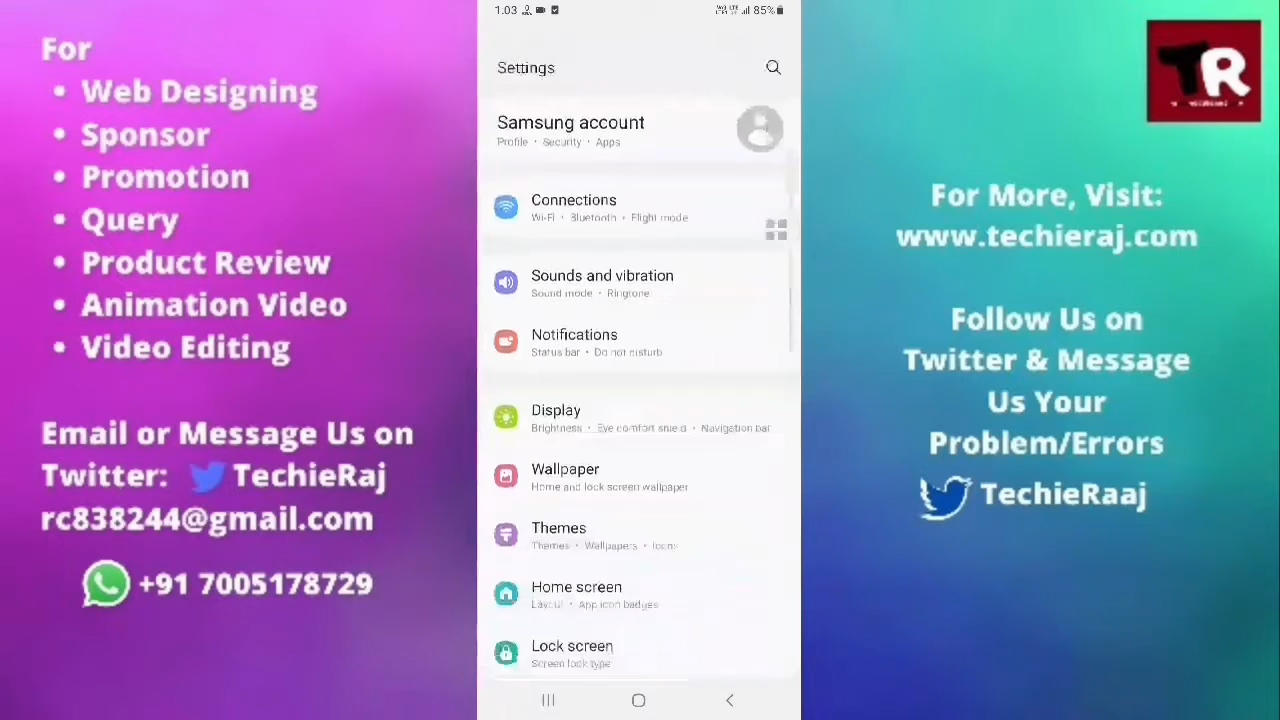 For
• Web Designing
• Sponsor
• Promotion
• Query
• Product Review
• Animation Video
• Video Editing
Email or Message Us on
Twitter: TechieRaj
rc838244@gmail.com
+91 7005178729
1.03
85%
Settings
Samsung account
Profile • Security • Apps
Connections
Wi-Fi • Bluetooth • Flight mode
Sounds and vibration
Sound mode • Ringtone
Notifications
Status bar • Do not disturb
Display
Brightness • Eye comfort shield • Navigation bar
Wallpaper
Home and lock screen wallpaper
Themes
Themes • Wallpapers • Icons
Home screen
Layout • App icon badges
Lock screen
Screen lock type
TR
For More, Visit:
www.techieraj.com
Follow Us on
Twitter & Message
Us Your
Problem/Errors
TechieRaaj